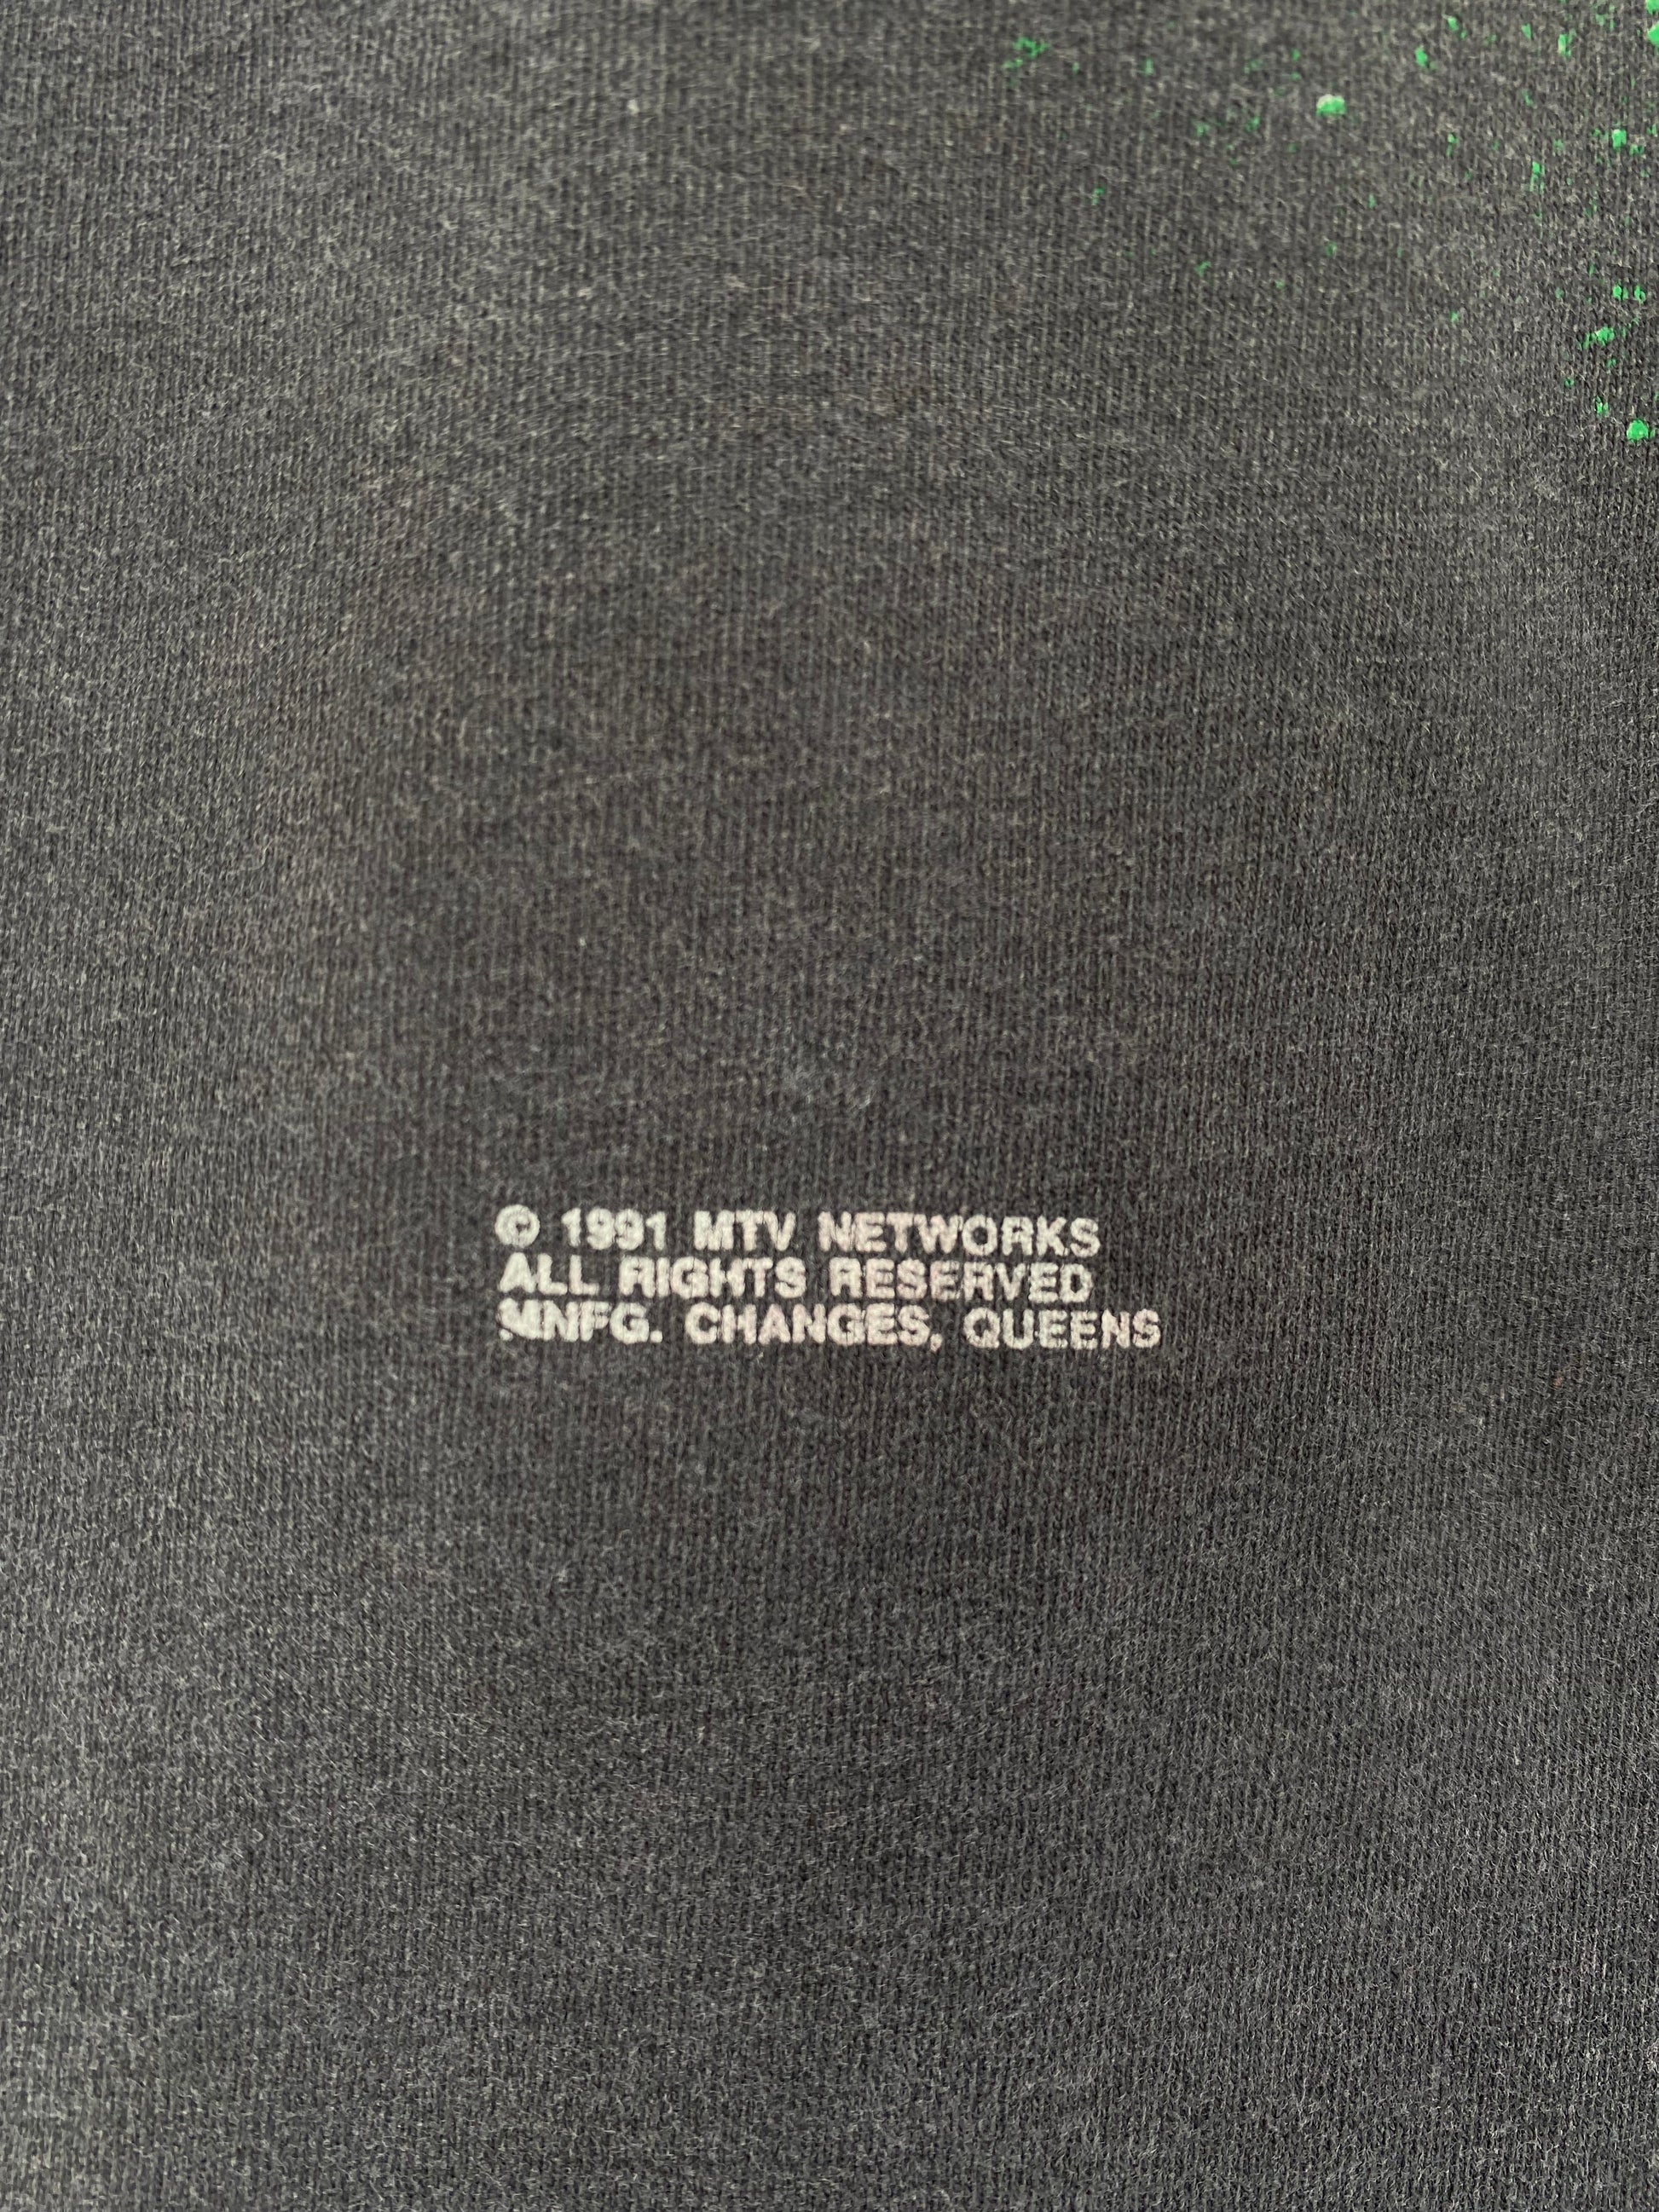 © 1991 MTV NETWORKS
ALL RIGHTS RESERVED
MNFG. CHANGES, QUEENS